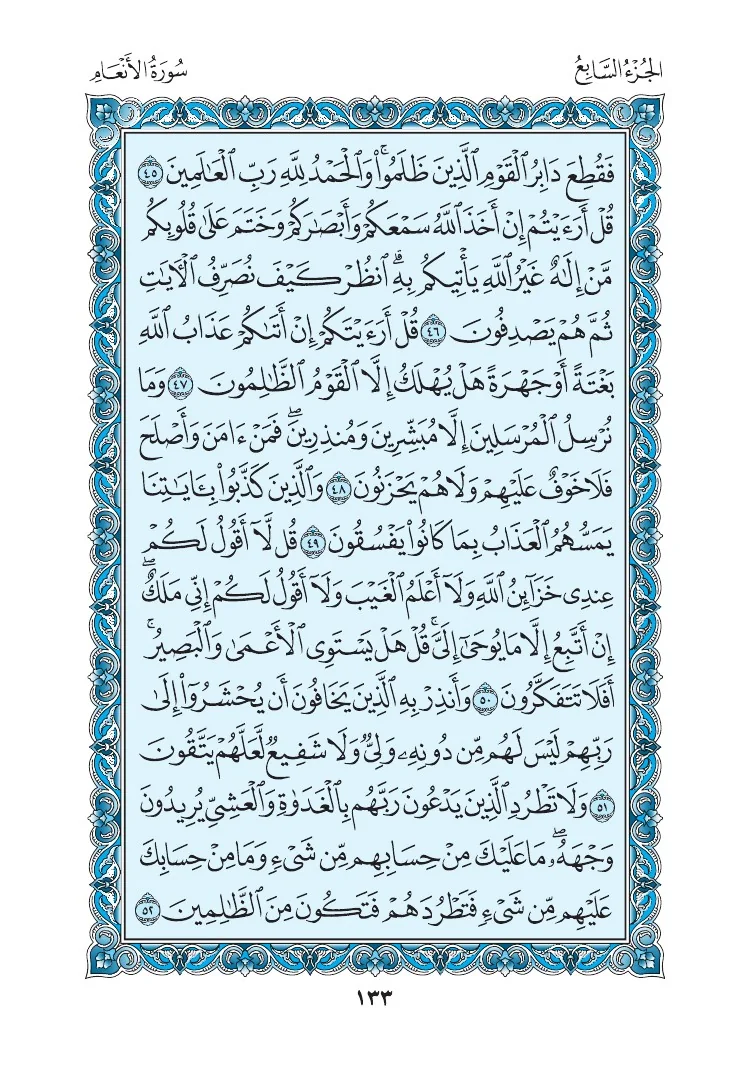 الجُزْءُ السَّابِعُ
سُورَةُ الأَنْعَامِ
فَقُطِعَ دَابِرُ ٱلْقَوْمِ ٱلَّذِينَ ظَلَمُوا۟ۚ وَٱلْحَمْدُ لِلَّهِ رَبِّ ٱلْعَٰلَمِينَ ٤٥
قُلْ أَرَءَيْتُمْ إِنْ أَخَذَ ٱللَّهُ سَمْعَكُمْ وَأَبْصَٰرَكُمْ وَخَتَمَ عَلَىٰ قُلُوبِكُم
مَّنْ إِلَٰهٌ غَيْرُ ٱللَّهِ يَأْتِيكُم بِهِۗ ٱنظُرْ كَيْفَ نُصَرِّفُ ٱلْءَايَٰتِ
ثُمَّ هُمْ يَصْدِفُونَ ٤٦ قُلْ أَرَءَيْتَكُمْ إِنْ أَتَىٰكُمْ عَذَابُ ٱللَّهِ
بَغْتَةً أَوْ جَهْرَةً هَلْ يُهْلَكُ إِلَّا ٱلْقَوْمُ ٱلظَّٰلِمُونَ ٤٧ وَمَا
نُرْسِلُ ٱلْمُرْسَلِينَ إِلَّا مُبَشِّرِينَ وَمُنذِرِينَۖ فَمَنْ ءَامَنَ وَأَصْلَحَ
فَلَا خَوْفٌ عَلَيْهِمْ وَلَا هُمْ يَحْزَنُونَ ٤٨ وَٱلَّذِينَ كَذَّبُوا۟ بِـَٔايَٰتِنَا
يَمَسُّهُمُ ٱلْعَذَابُ بِمَا كَانُوا۟ يَفْسُقُونَ ٤٩ قُل لَّآ أَقُولُ لَكُمْ
عِندِى خَزَآئِنُ ٱللَّهِ وَلَآ أَعْلَمُ ٱلْغَيْبَ وَلَآ أَقُولُ لَكُمْ إِنِّى مَلَكٌۖ
إِنْ أَتَّبِعُ إِلَّا مَا يُوحَىٰٓ إِلَىَّۚ قُلْ هَلْ يَسْتَوِى ٱلْأَعْمَىٰ وَٱلْبَصِيرُۚ
أَفَلَا تَتَفَكَّرُونَ ٥٠ وَأَنذِرْ بِهِ ٱلَّذِينَ يَخَافُونَ أَن يُحْشَرُوٓا۟ إِلَىٰ
رَبِّهِمْ لَيْسَ لَهُم مِّن دُونِهِۦ وَلِىٌّ وَلَا شَفِيعٌ لَّعَلَّهُمْ يَتَّقُونَ
٥١ وَلَا تَطْرُدِ ٱلَّذِينَ يَدْعُونَ رَبَّهُم بِٱلْغَدَوٰةِ وَٱلْعَشِىِّ يُرِيدُونَ
وَجْهَهُۥۖ مَا عَلَيْكَ مِنْ حِسَابِهِم مِّن شَىْءٍ وَمَا مِنْ حِسَابِكَ
عَلَيْهِم مِّن شَىْءٍ فَتَطْرُدَهُمْ فَتَكُونَ مِنَ ٱلظَّٰلِمِينَ ٥٢
١٣٣